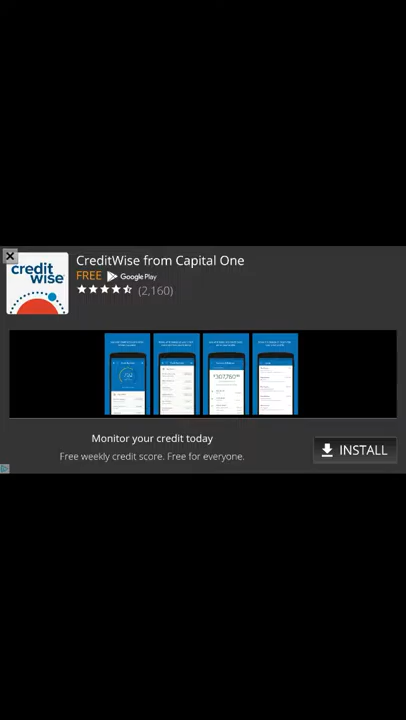 credit
wise
CreditWise from Capital One
FREE Google Play
(2,160)
Monitor your credit today
Free weekly credit score. Free for everyone.
INSTALL